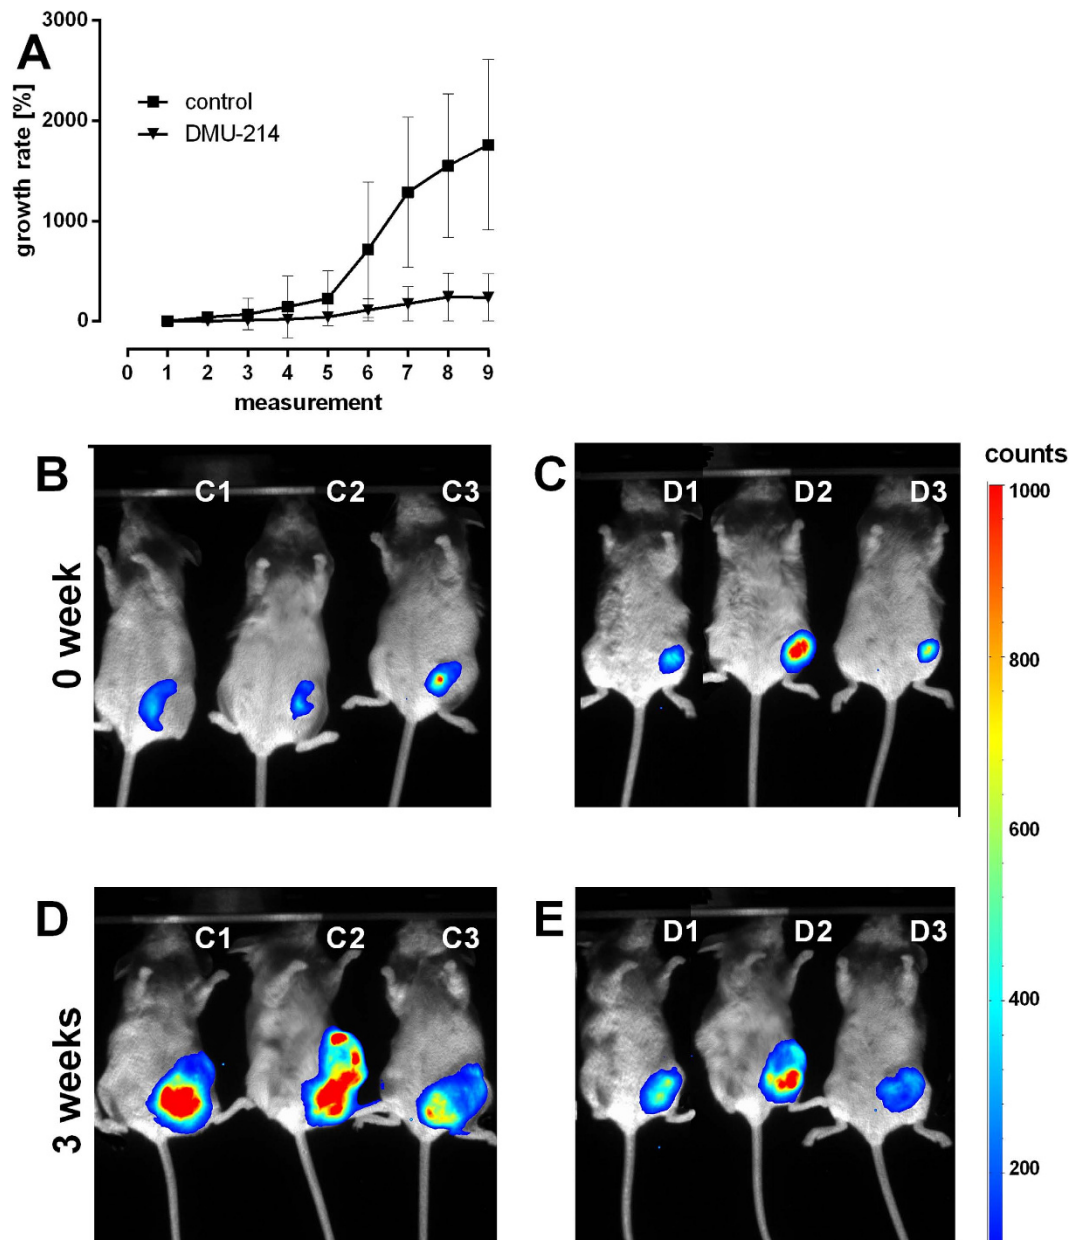 A
growth rate [%]
3000
2000
1000
0
control
DMU-214
0 1 2 3 4 5 6 7 8 9
measurement
B
C1 C2 C3
C
D1 D2 D3
counts
1000
800
600
400
200
0 week
D
C1 C2 C3
E
D1 D2 D3
3 weeks